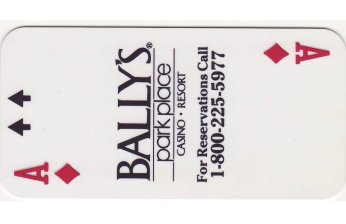 A
BALLY'S®
park place
CASINO • RESORT
For Reservations Call
1-800-225-5977
A